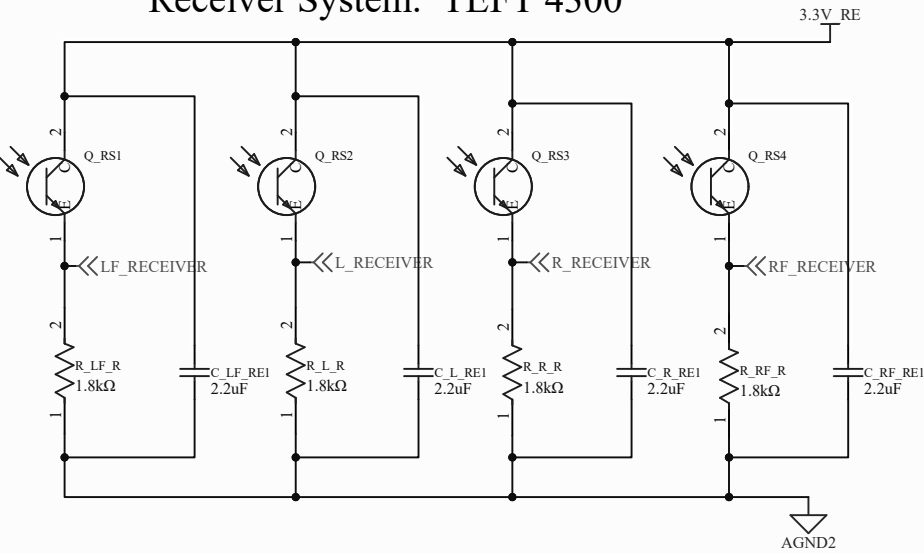 Receiver System: TEFT 4300
3.3V_RE
2
Q_RS1
C
E
1
LF_RECEIVER
2
R_LF_R
1.8kΩ
1
C_LF_RE1
2.2uF
2
Q_RS2
C
E
1
L_RECEIVER
2
R_L_R
1.8kΩ
1
C_L_RE1
2.2uF
2
Q_RS3
C
E
1
R_RECEIVER
2
R_R_R
1.8kΩ
1
C_R_RE1
2.2uF
2
Q_RS4
C
E
1
RF_RECEIVER
2
R_RF_R
1.8kΩ
1
C_RF_RE1
2.2uF
AGND2